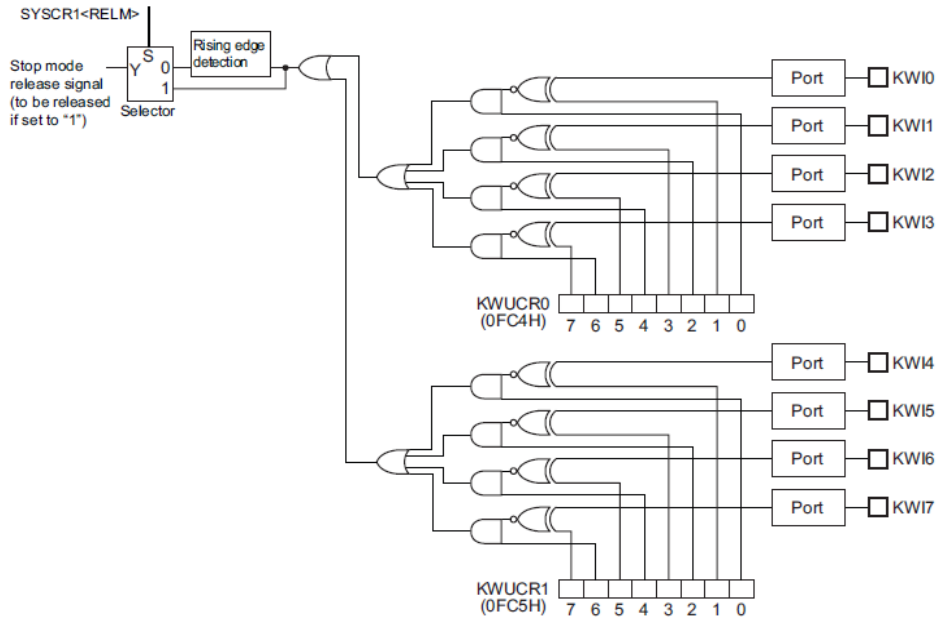 SYSCR1<RELM>
Stop mode
release signal
(to be released
if set to "1")
S
Y
0
1
Selector
Rising edge
detection
Port
KWI0
Port
KWI1
Port
KWI2
Port
KWI3
KWUCR0
(0FC4H)
7 6 5 4 3 2 1 0
Port
KWI4
Port
KWI5
Port
KWI6
Port
KWI7
KWUCR1
(0FC5H)
7 6 5 4 3 2 1 0